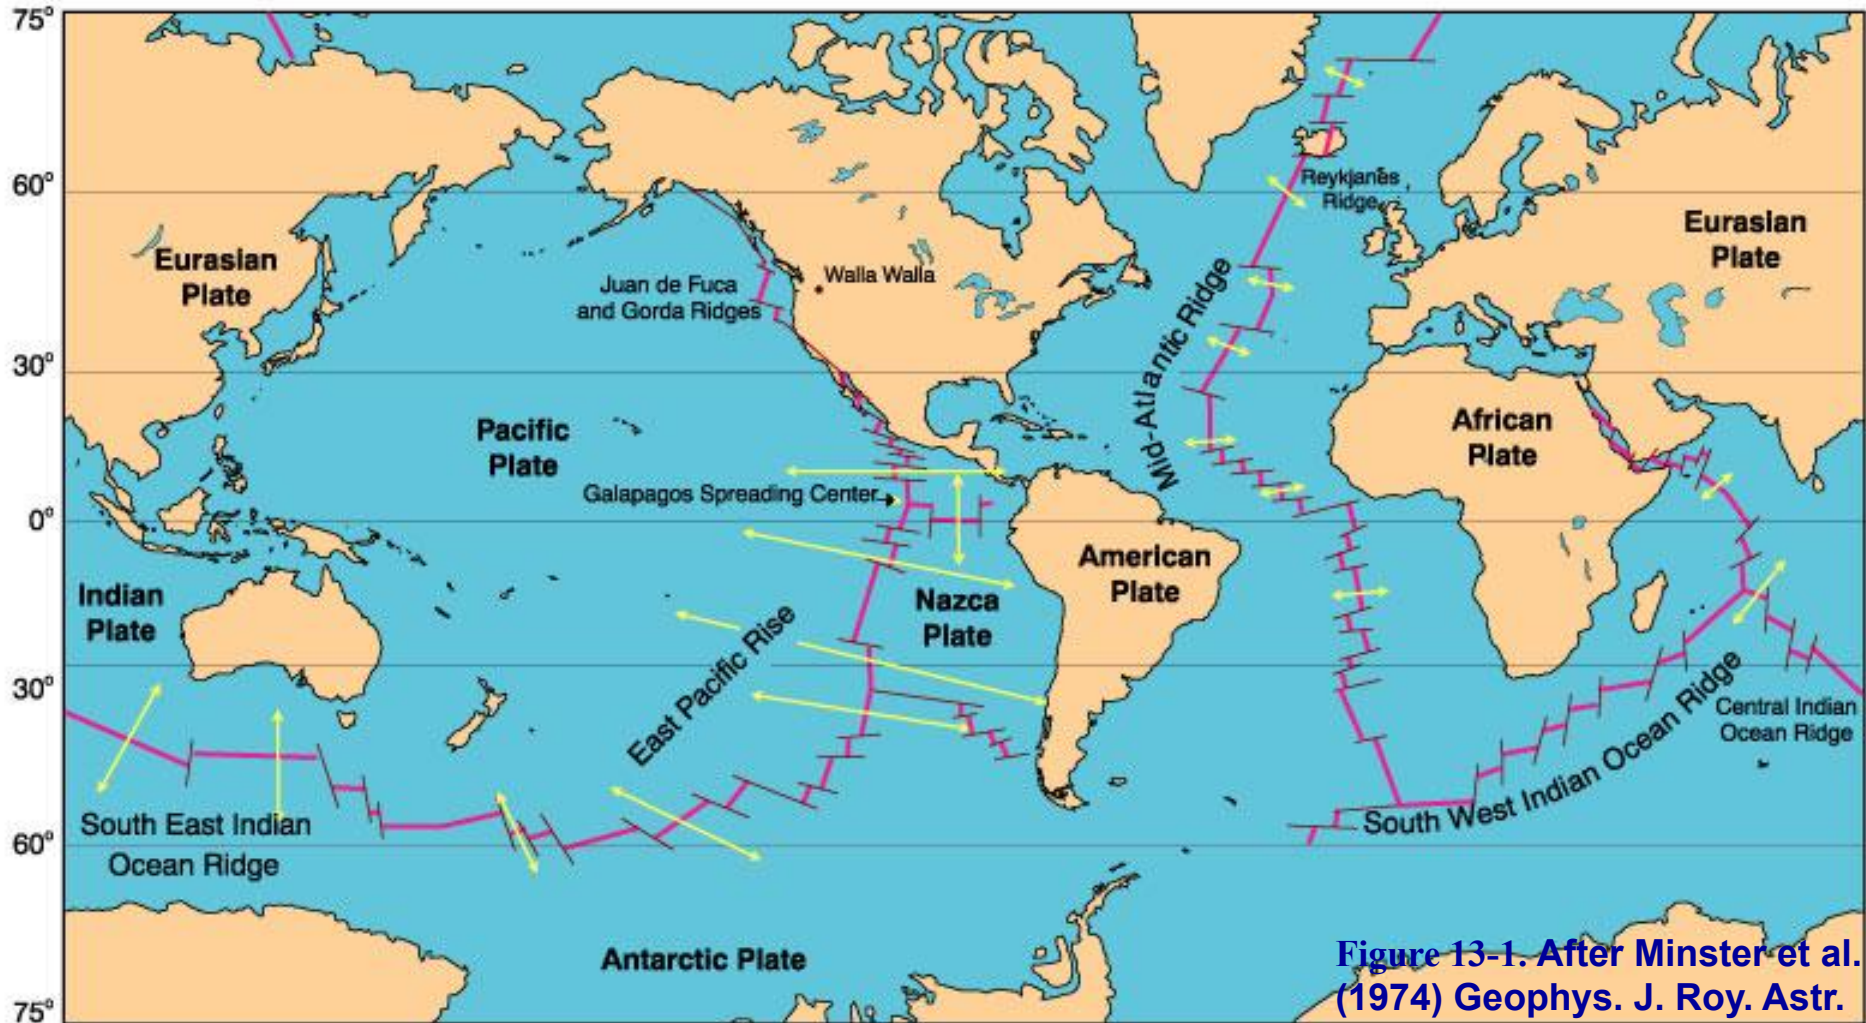 75°
60°
30°
0°
30°
60°
75°
Eurasian
Plate
Juan de Fuca
and Gorda Ridges
Walla Walla
Reykjanes
Ridge
Eurasian
Plate
Mid-Atlantic Ridge
Pacific
Plate
African
Plate
Galapagos Spreading Center
Indian
Plate
American
Plate
Nazca
Plate
East Pacific Rise
South West Indian Ocean Ridge
Central Indian
Ocean Ridge
South East Indian
Ocean Ridge
Antarctic Plate
Figure 13-1. After Minster et al.
(1974) Geophys. J. Roy. Astr.